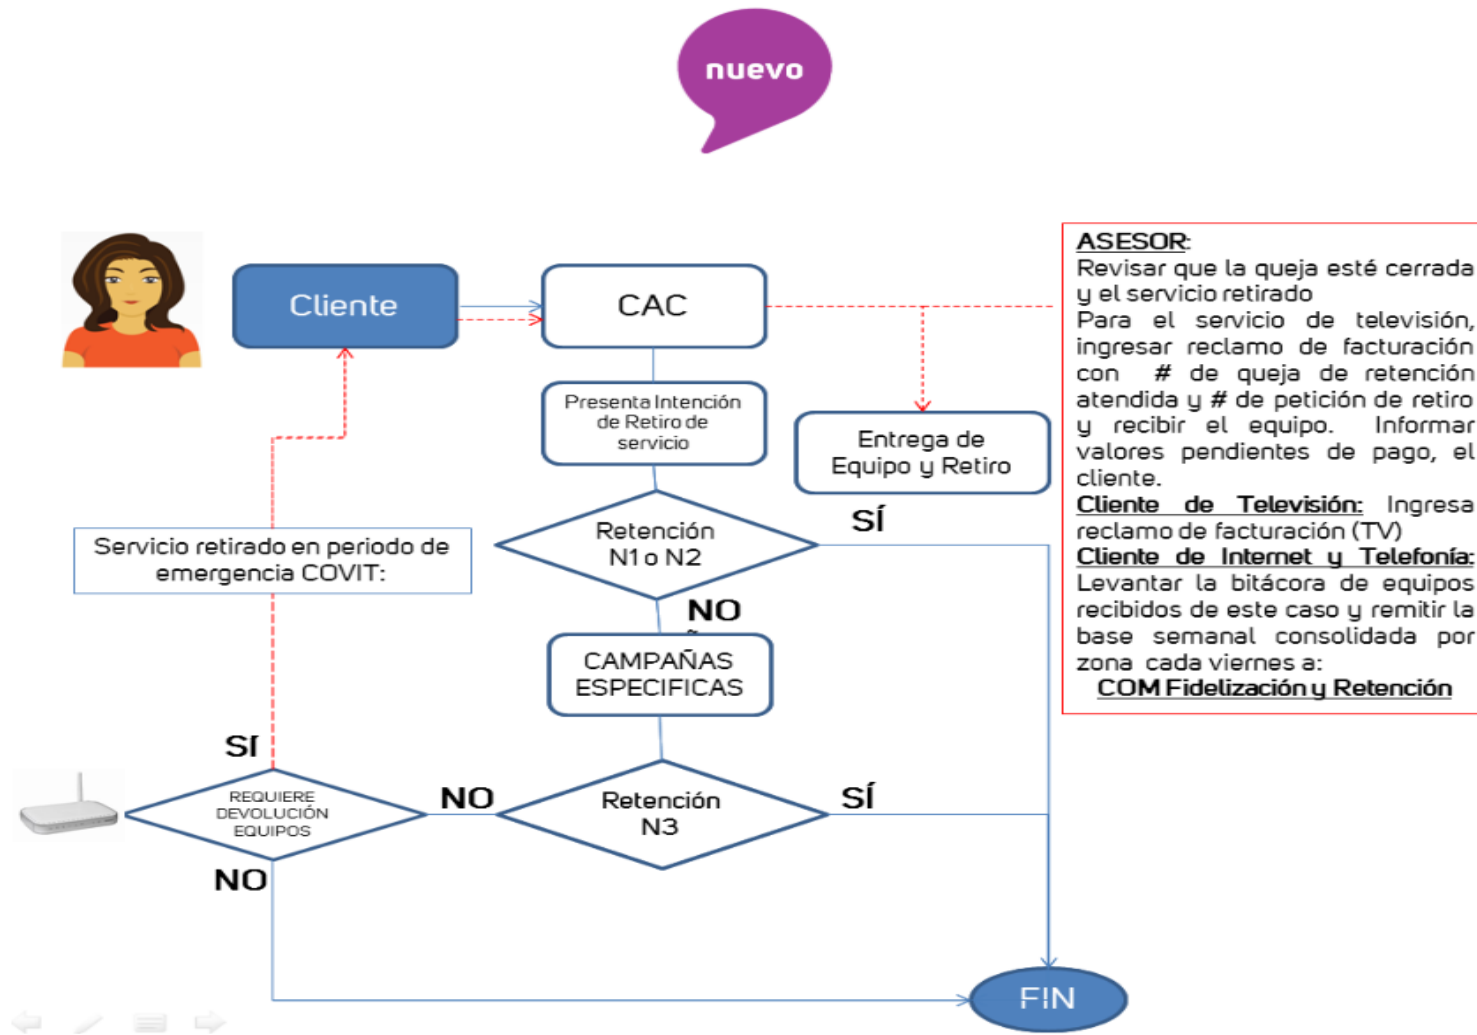 nuevo
Cliente
CAC
Presenta Intención
de Retiro de
servicio
Entrega de
Equipo y Retiro
ASESOR:
Revisar que la queja esté cerrada
y el servicio retirado
Para el servicio de televisión,
ingresar reclamo de facturación
con # de queja de retención
atendida y # de petición de retiro
y recibir el equipo. Informar
valores pendientes de pago, el
cliente.
Cliente de Televisión: Ingresa
reclamo de facturación (TV)
Cliente de Internet y Telefonía:
Levantar la bitácora de equipos
recibidos de este caso y remitir la
base semanal consolidada por
zona cada viernes a:
COM Fidelización y Retención
Retención
N1 o N2
SÍ
NO
Servicio retirado en periodo de
emergencia COVIT:
CAMPAÑAS
ESPECIFICAS
SÍ
REQUIERE
DEVOLUCIÓN
EQUIPOS
NO
Retención
N3
SÍ
NO
FIN